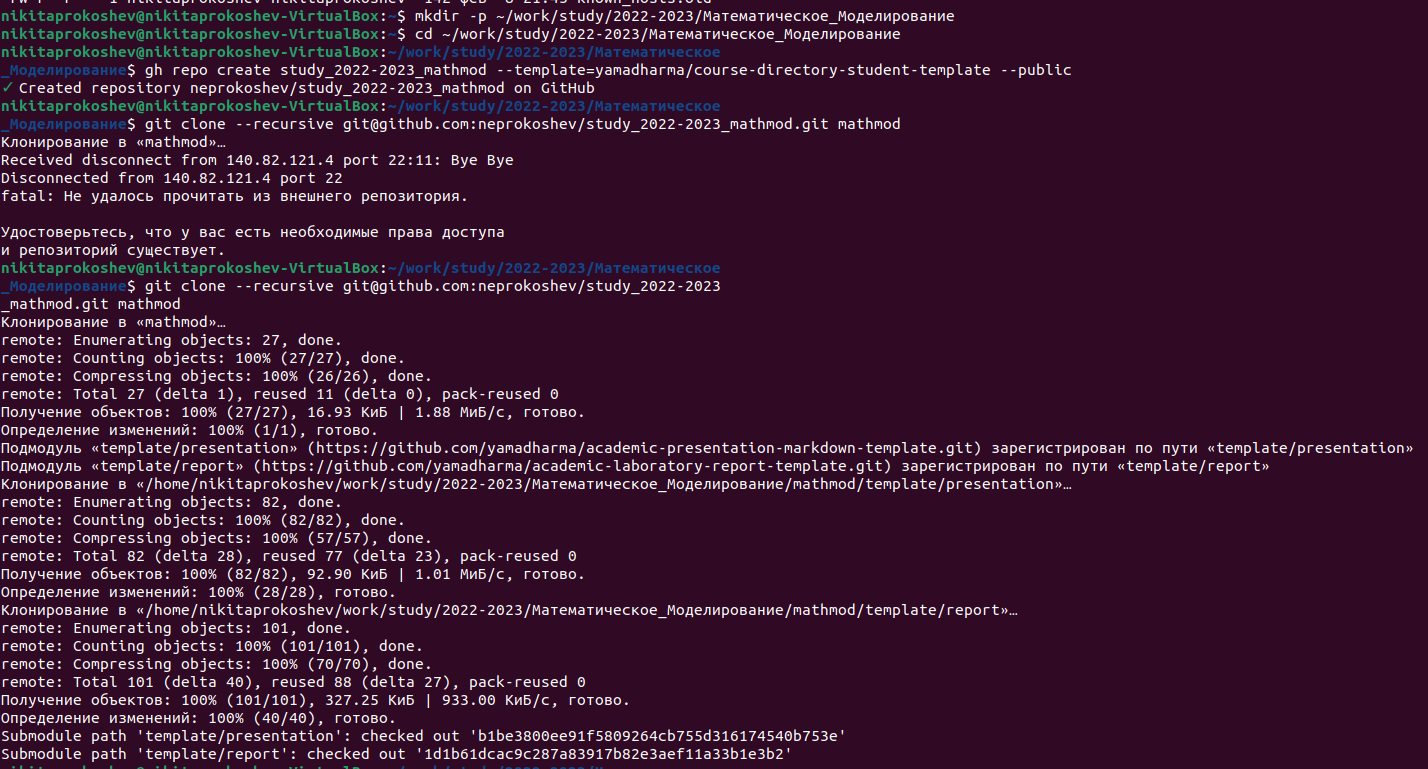 nikitaprokoshev@nikitaprokoshev-VirtualBox:~$ mkdir -p ~/work/study/2022-2023/Математическое_Моделирование
nikitaprokoshev@nikitaprokoshev-VirtualBox:~$ cd ~/work/study/2022-2023/Математическое_Моделирование
nikitaprokoshev@nikitaprokoshev-VirtualBox:~/work/study/2022-2023/Математическое
_Моделирование$ gh repo create study_2022-2023_mathmod --template=yamadharma/course-directory-student-template --public
✓ Created repository neprokoshev/study_2022-2023_mathmod on GitHub
nikitaprokoshev@nikitaprokoshev-VirtualBox:~/work/study/2022-2023/Математическое
_Моделирование$ git clone --recursive git@github.com:neprokoshev/study_2022-2023_mathmod.git mathmod
Клонирование в «mathmod»…
Received disconnect from 140.82.121.4 port 22:11: Bye Bye
Disconnected from 140.82.121.4 port 22
fatal: Не удалось прочитать из внешнего репозитория.

Удостоверьтесь, что у вас есть необходимые права доступа
и репозиторий существует.
nikitaprokoshev@nikitaprokoshev-VirtualBox:~/work/study/2022-2023/Математическое
_Моделирование$ git clone --recursive git@github.com:neprokoshev/study_2022-2023
_mathmod.git mathmod
Клонирование в «mathmod»…
remote: Enumerating objects: 27, done.
remote: Counting objects: 100% (27/27), done.
remote: Compressing objects: 100% (26/26), done.
remote: Total 27 (delta 1), reused 11 (delta 0), pack-reused 0
Получение объектов: 100% (27/27), 16.93 КиБ | 1.88 МиБ/с, готово.
Определение изменений: 100% (1/1), готово.
Подмодуль «template/presentation» (https://github.com/yamadharma/academic-presentation-markdown-template.git) зарегистрирован по пути «template/presentation»
Подмодуль «template/report» (https://github.com/yamadharma/academic-laboratory-report-template.git) зарегистрирован по пути «template/report»
Клонирование в «/home/nikitaprokoshev/work/study/2022-2023/Математическое_Моделирование/mathmod/template/presentation»…
remote: Enumerating objects: 82, done.
remote: Counting objects: 100% (82/82), done.
remote: Compressing objects: 100% (57/57), done.
remote: Total 82 (delta 28), reused 77 (delta 23), pack-reused 0
Получение объектов: 100% (82/82), 92.90 КиБ | 1.01 МиБ/с, готово.
Определение изменений: 100% (28/28), готово.
Клонирование в «/home/nikitaprokoshev/work/study/2022-2023/Математическое_Моделирование/mathmod/template/report»…
remote: Enumerating objects: 101, done.
remote: Counting objects: 100% (101/101), done.
remote: Compressing objects: 100% (70/70), done.
remote: Total 101 (delta 40), reused 88 (delta 27), pack-reused 0
Получение объектов: 100% (101/101), 327.25 КиБ | 933.00 КиБ/с, готово.
Определение изменений: 100% (40/40), готово.
Submodule path 'template/presentation': checked out 'b1be3800ee91f5809264cb755d316174540b753e'
Submodule path 'template/report': checked out '1d1b61dcac9c287a83917b82e3aef11a33b1e3b2'